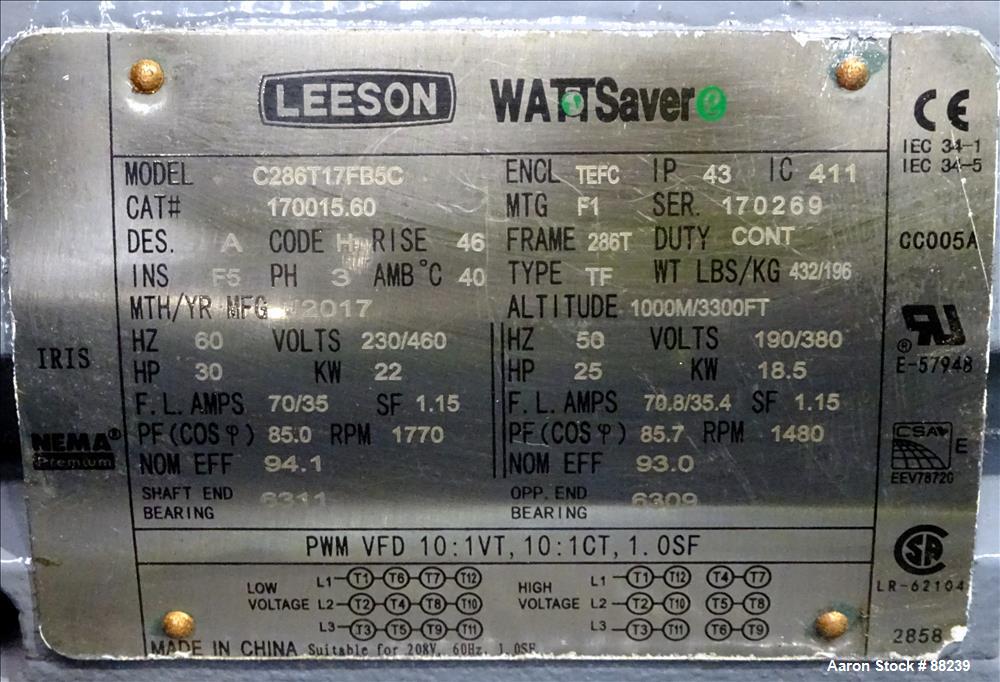 LEESON WATTSaver e
MODEL C286T17FB5C ENCL TEFC IP 43 IC 411
CAT# 170015.60 MTG F1 SER. 170269
DES. A CODE H RISE 46 FRAME 286T DUTY CONT
INS F5 PH 3 AMB°C 40 TYPE TF WT LBS/KG 432/196
MTH/YR MFG 2017 ALTITUDE 1000M/3300FT
HZ 60 VOLTS 230/460 HZ 50 VOLTS 190/380
HP 30 KW 22 HP 25 KW 18.5
F.L. AMPS 70/35 SF 1.15 F.L. AMPS 70.8/35.4 SF 1.15
PF(COSφ) 85.0 RPM 1770 PF(COSφ) 85.7 RPM 1480
NOM EFF 94.1 NOM EFF 93.0
SHAFT END 6311 OPP. END 6309
BEARING BEARING
PWM VFD 10:1VT, 10:1CT, 1.0SF
LOW VOLTAGE
L1 T1 T6 T7 T12
L2 T2 T4 T8 T10
L3 T3 T5 T9 T11
HIGH VOLTAGE
L1 T1 T12 T4 T7
L2 T2 T10 T5 T8
L3 T3 T11 T6 T9
MADE IN CHINA Suitable for 208V, 60Hz, 1.0SF
IRIS
NEMA®
Premium
CE
IEC 34-1
IEC 34-5
CC005A
RU
®
E-57948
CSA E
EEV78720
SA
LR-62104
2858
Aaron Stock # 88239